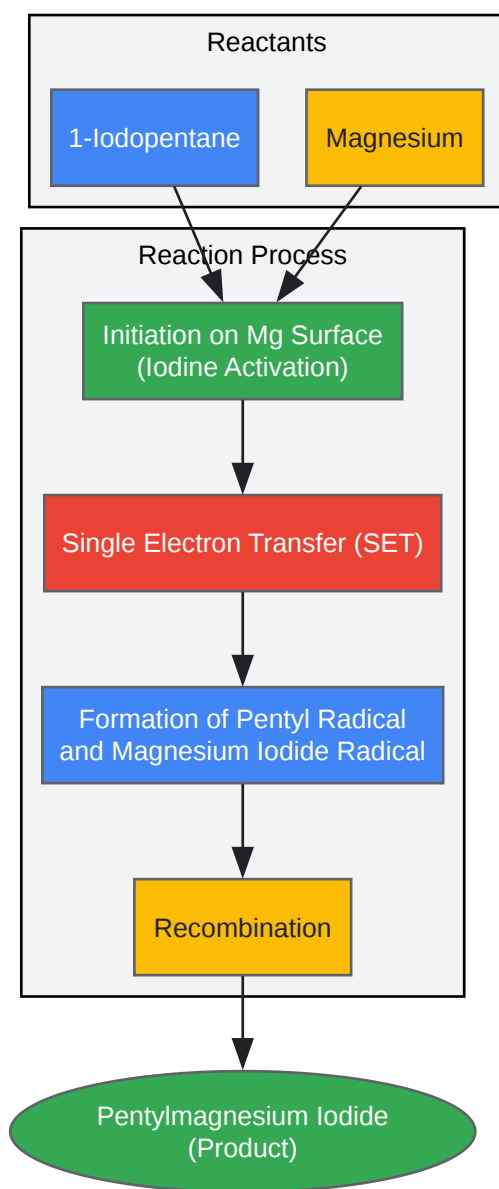 Reactants
1-Iodopentane
Magnesium
Reaction Process
Initiation on Mg Surface
(Iodine Activation)
Single Electron Transfer (SET)
Formation of Pentyl Radical
and Magnesium Iodide Radical
Recombination
Pentylmagnesium Iodide
(Product)